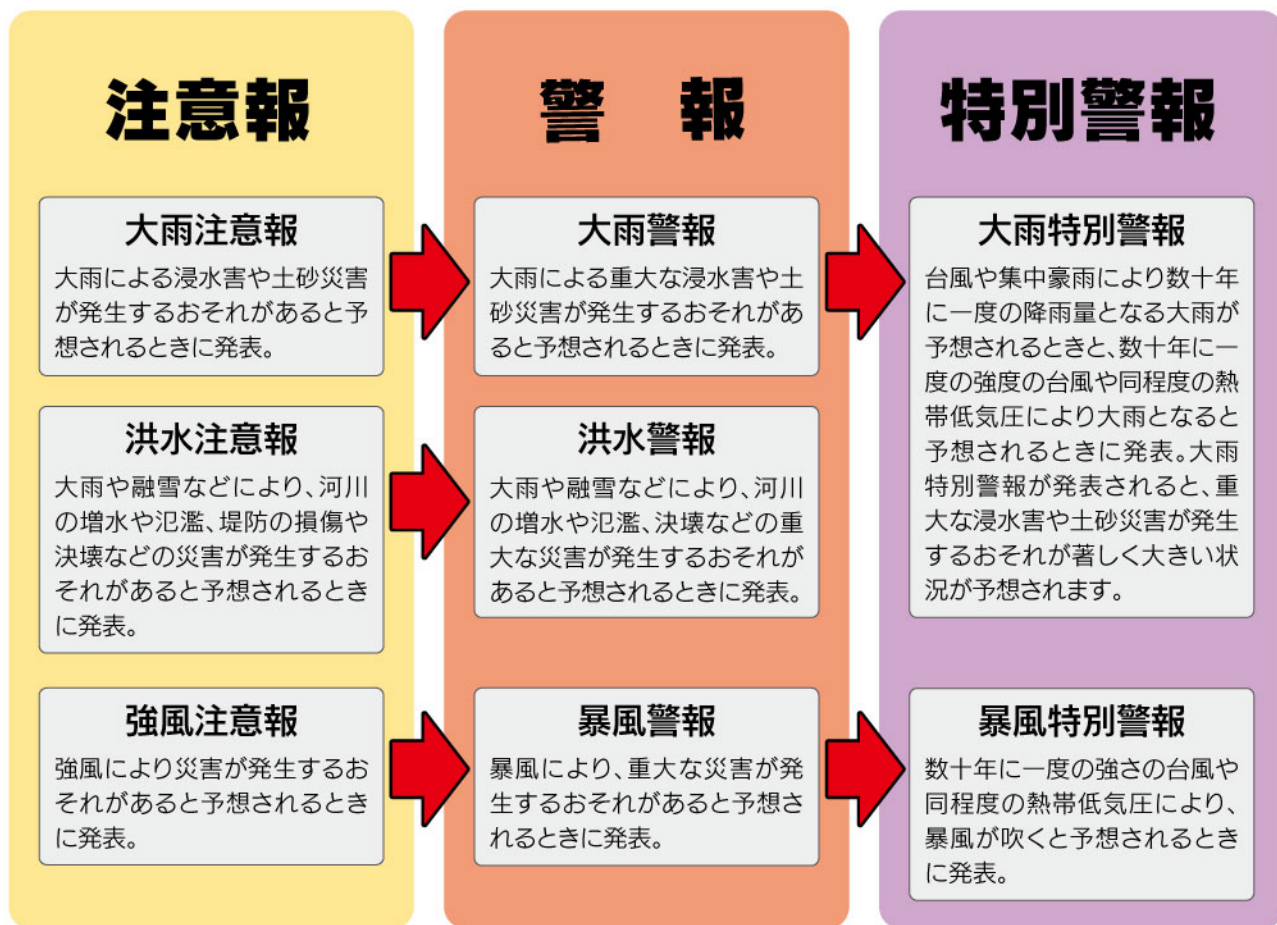 注意報
大雨注意報
大雨による浸水害や土砂災害
が発生するおそれがあると予
想されるときに発表。
洪水注意報
大雨や融雪などにより、河川
の増水や氾濫、堤防の損傷や
決壊などの災害が発生するお
それがあると予想されるとき
に発表。
強風注意報
強風により災害が発生するお
それがあると予想されるとき
に発表。
警 報
大雨警報
大雨による重大な浸水害や土
砂災害が発生するおそれがあ
ると予想されるときに発表。
洪水警報
大雨や融雪などにより、河川
の増水や氾濫、決壊などの重
大な災害が発生するおそれが
あると予想されるときに発表。
暴風警報
暴風により、重大な災害が発
生するおそれがあると予想さ
れるときに発表。
特別警報
大雨特別警報
台風や集中豪雨により数十年
に一度の降雨量となる大雨が
予想されるときと、数十年に一
度の強度の台風や同程度の熱
帯低気圧により大雨となると
予想されるときに発表。大雨
特別警報が発表されると、重
大な浸水害や土砂災害が発生
するおそれが著しく大きい状
況が予想されます。
暴風特別警報
数十年に一度の強さの台風や
同程度の熱帯低気圧により、
暴風が吹くと予想されるとき
に発表。